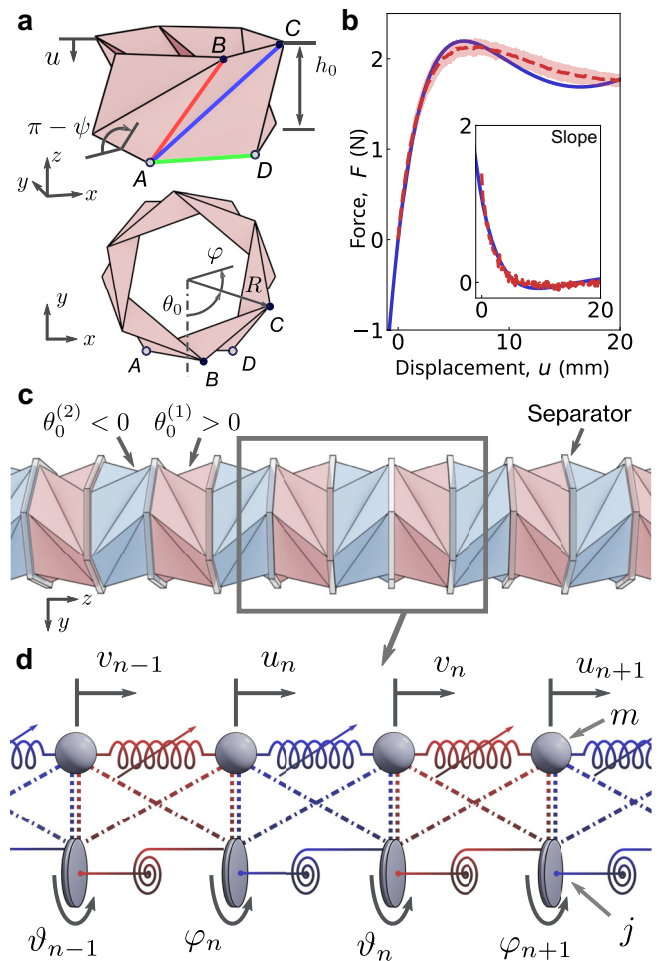 a
u
B
C
h₀
π − ψ
z
y
x
A
D
φ
θ₀
R
C
y
x
A
B
D
b
Force, F (N)
2
1
0
−1
2
Slope
0
0
20
0
10
20
Displacement, u (mm)
c
θ₀⁽²⁾ < 0
θ₀⁽¹⁾ > 0
Separator
z
y
d
vₙ₋₁
uₙ
vₙ
uₙ₊₁
m
ϑₙ₋₁
φₙ
ϑₙ
φₙ₊₁
j